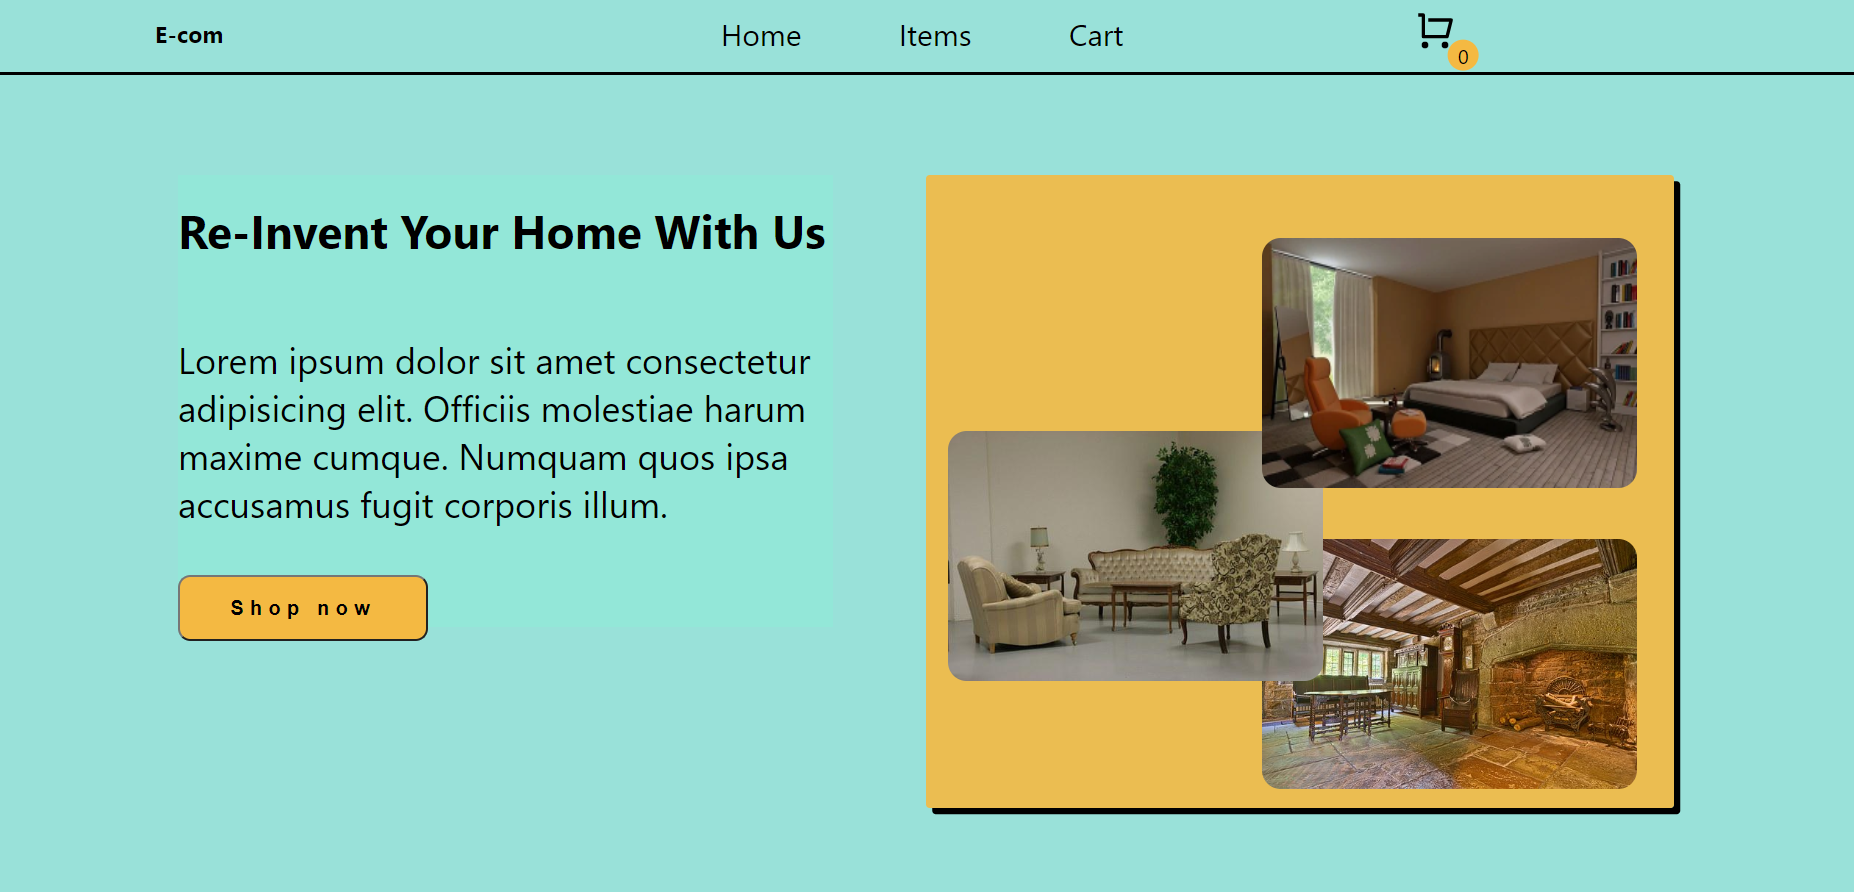 E-com
Home
Items
Cart
0
Re-Invent Your Home With Us
Lorem ipsum dolor sit amet consectetur
adipisicing elit. Officiis molestiae harum
maxime cumque. Numquam quos ipsa
accusamus fugit corporis illum.
Shop now